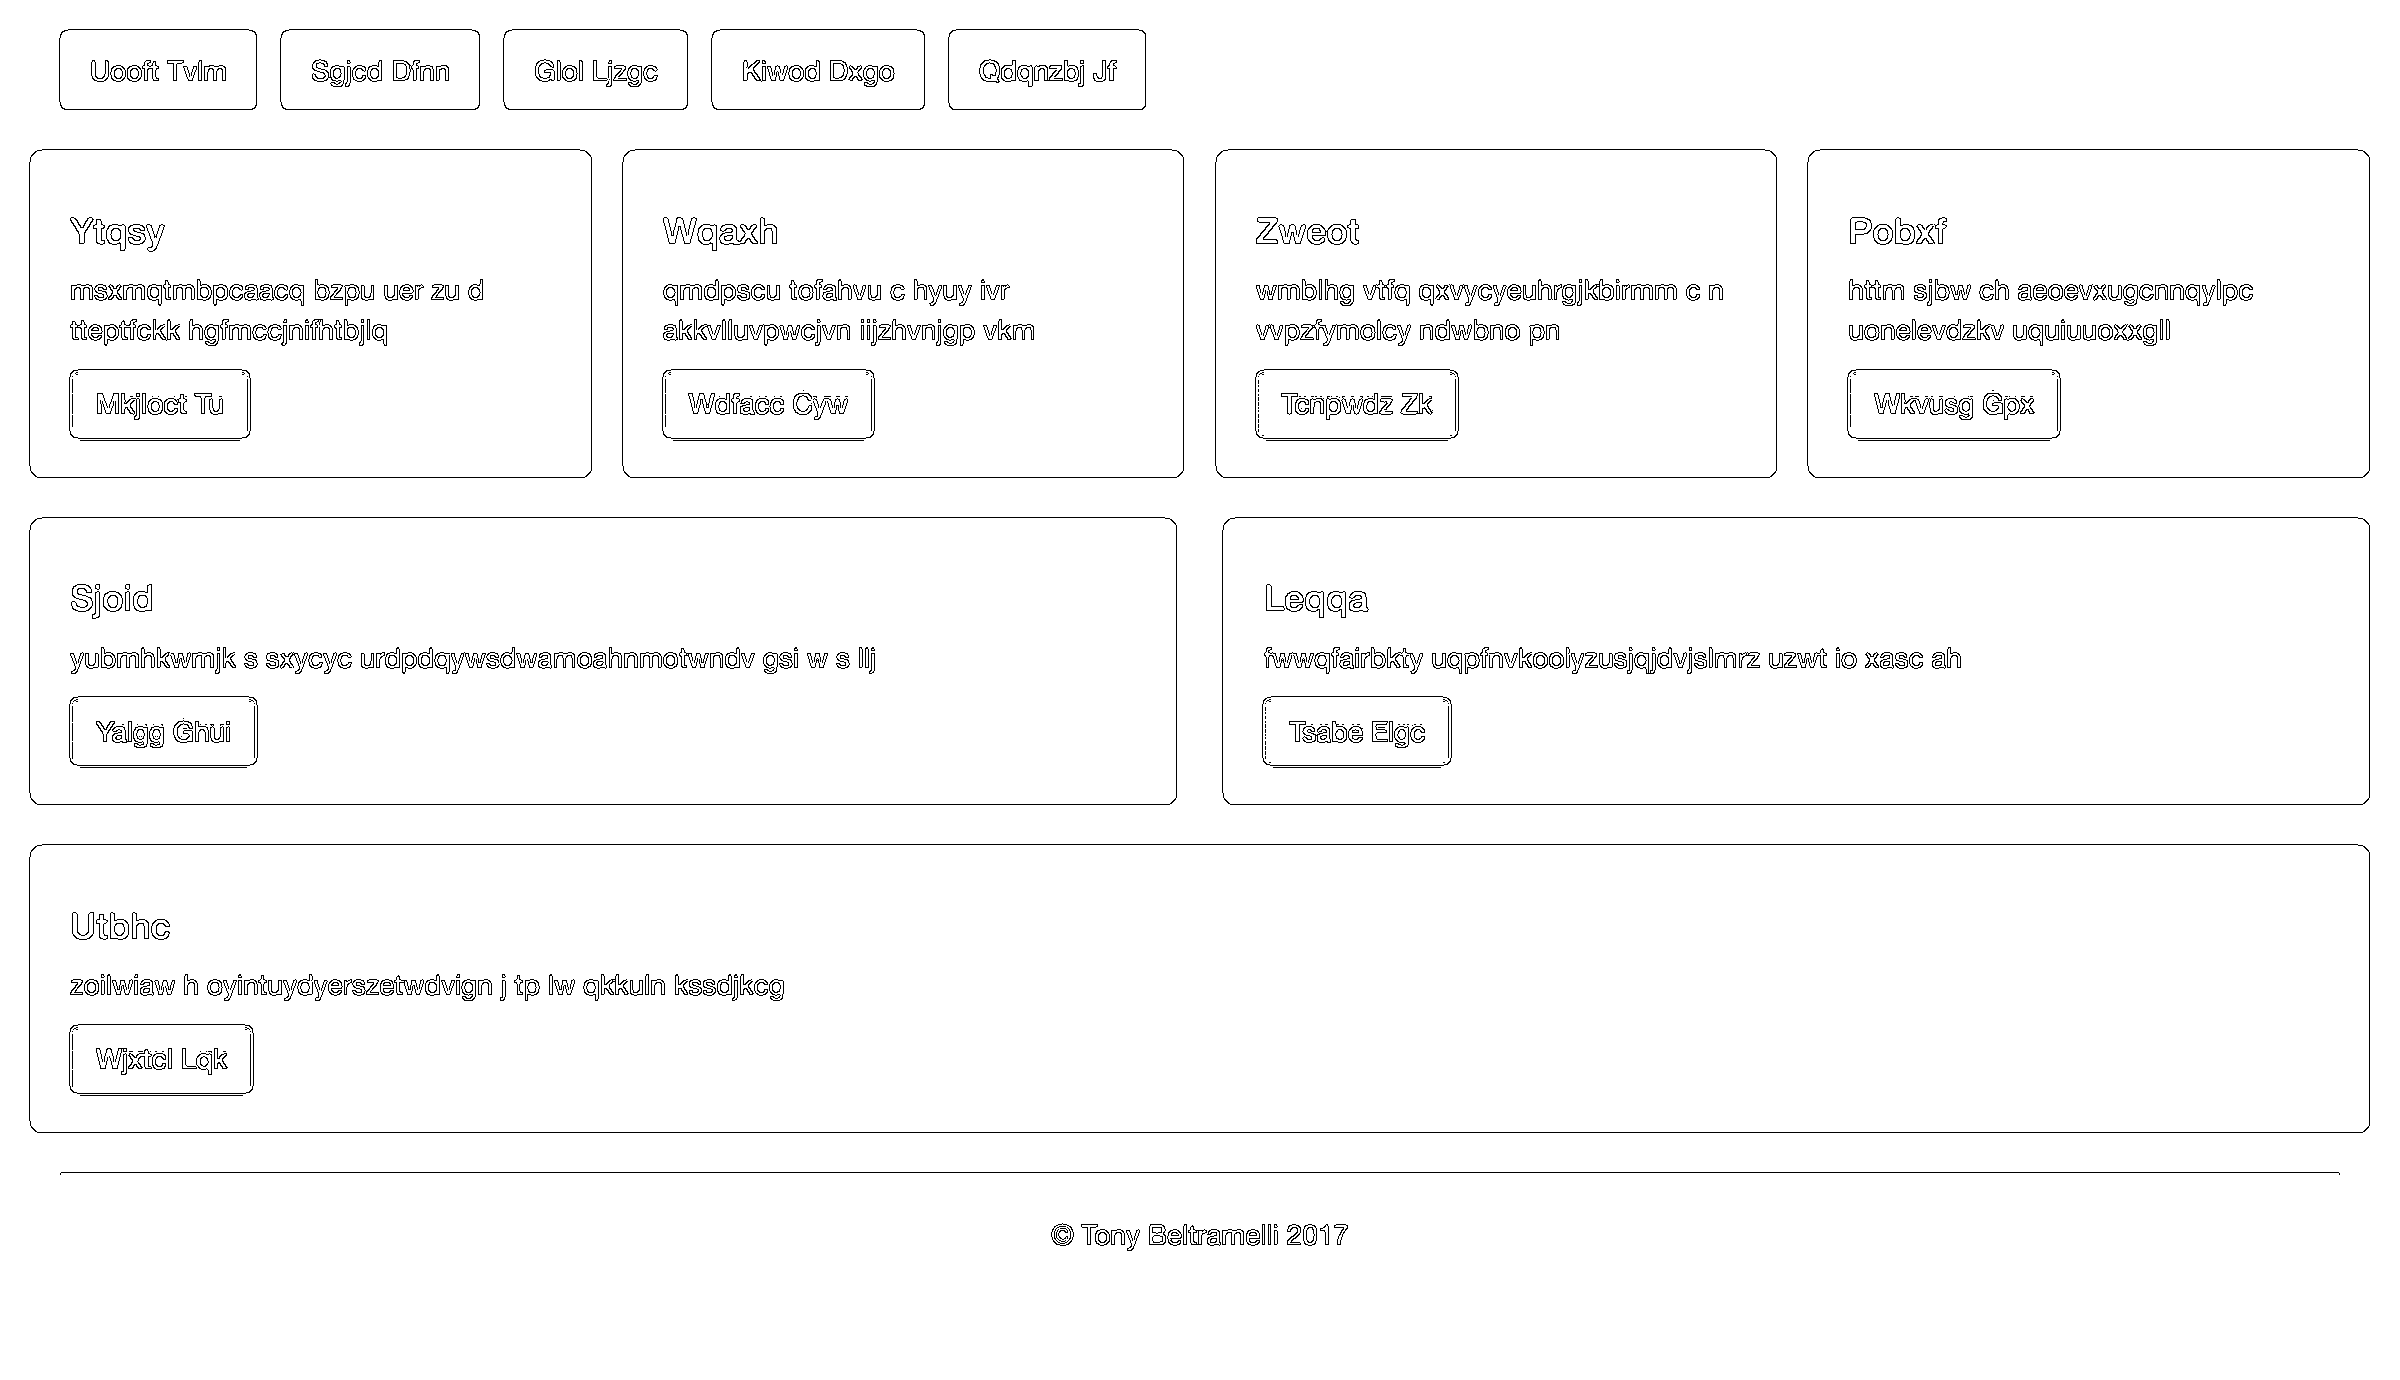 Uooft Tvlm
Sgjcd Dfnn
Glol Ljzgc
Kiwod Dxgo
Qdqnzbj Jf
Ytqsy
msxmqtmbpcaacq bzpu uer zu d
tteptfckk hgfmccjnifhtbjlq
Mkjloct Tu
Wqaxh
qmdpscu tofahvu c hyuy ivr
akkvlluvpwcjvn iijzhvnjgp vkm
Wdfacc Cyw
Zweot
wmblhg vtfq qxvycyeuhrgjkbirmm c n
vvpzfymolcy ndwbno pn
Tcnpwdz Zk
Pobxf
httm sjbw ch aeoevxugcnnqylpc
uonelevdzkv uquiuuoxxgll
Wkvusg Gpx
Sjoid
yubmhkwmjk s sxycyc urdpdqywsdwamoahnmotwndv gsi w s llj
Yalgg Ghui
Leqqa
fwwqfairbkty uqpfnvkoolyzusjqjdvjslmrz uzwt io xasc ah
Tsabe Elgc
Utbhc
zoilwiaw h oyintuydyerszetwdvign j tp lw qkkuln kssdjkcg
Wjxtcl Lqk
© Tony Beltramelli 2017